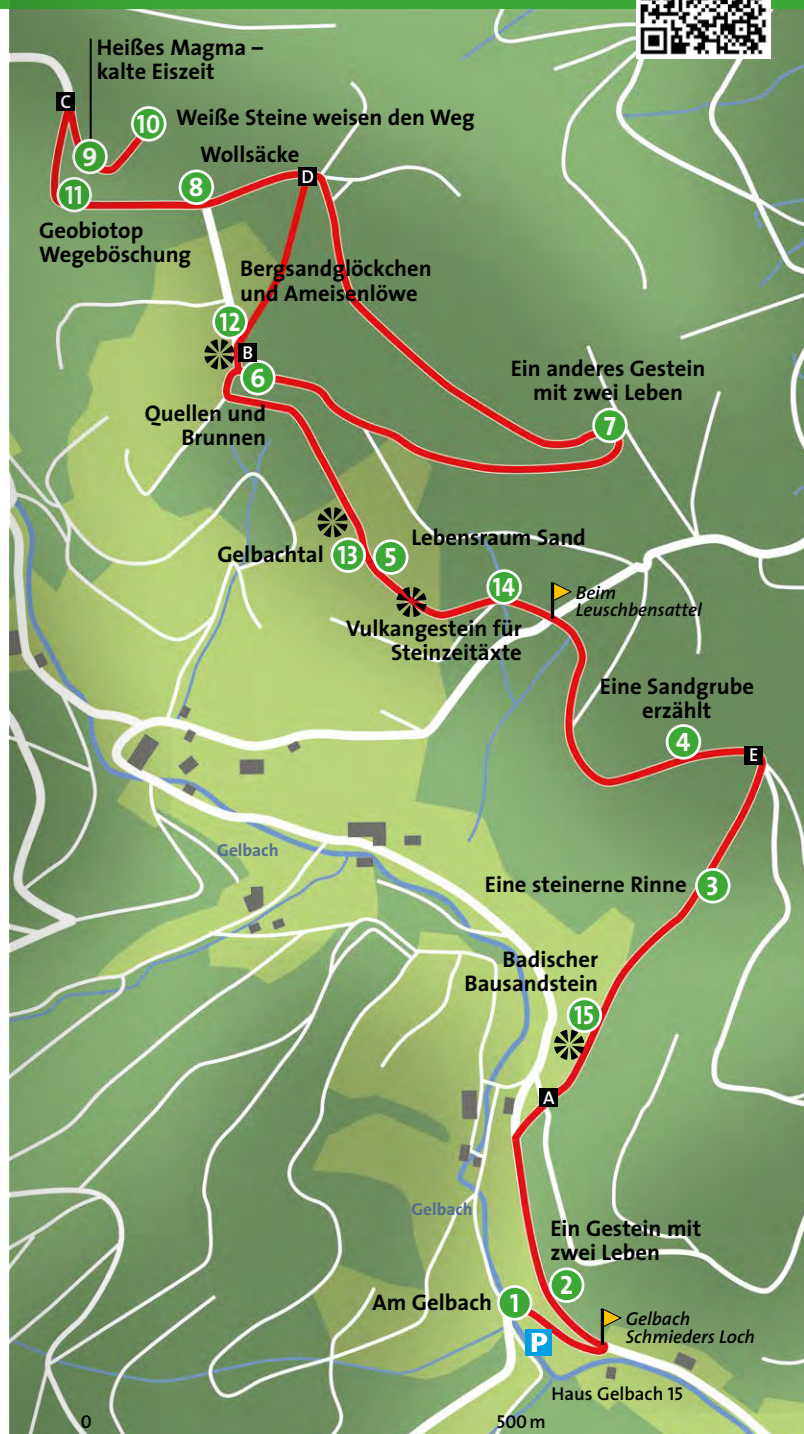 Heißes Magma –
kalte Eiszeit
C
10
Weiße Steine weisen den Weg
9
Wollsäcke
D
11
8
Geobiotop
Wegeböschung
Bergsandglöckchen
und Ameisenlöwe
12
B
6
Ein anderes Gestein
mit zwei Leben
7
Quellen und
Brunnen
Lebensraum Sand
Gelbachtal
13
5
14
Beim
Leuschbensattel
Vulkangestein für
Steinzeitäxte
Eine Sandgrube
erzählt
4
E
Gelbach
Eine steinerne Rinne
3
Badischer
Bausandstein
15
A
Gelbach
Ein Gestein mit
zwei Leben
2
Am Gelbach
1
P
Gelbach
Schmieders Loch
Haus Gelbach 15
0
500 m